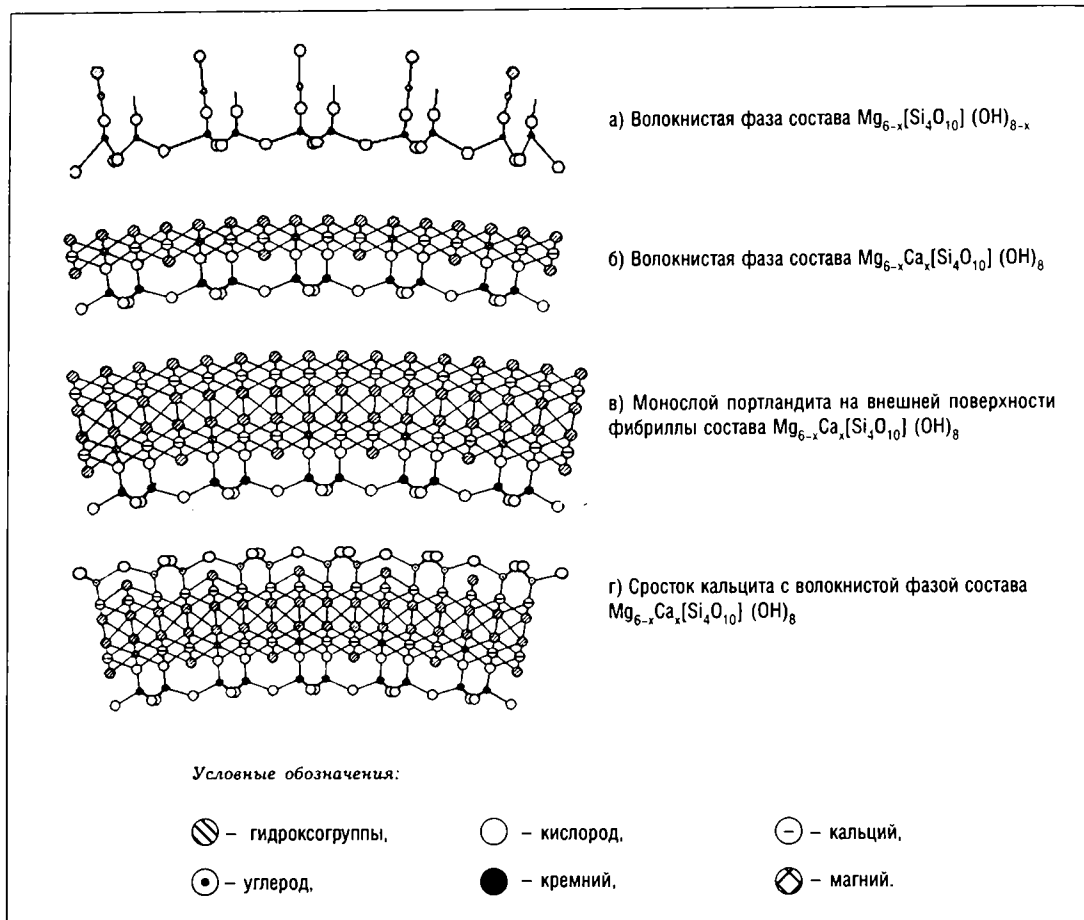 а) Волокнистая фаза состава Mg₆₋ₓ[Si₄O₁₀] (OH)₈₋ₓ
б) Волокнистая фаза состава Mg₆₋ₓCaₓ[Si₄O₁₀] (OH)₈
в) Монослой портландита на внешней поверхности
фибриллы состава Mg₆₋ₓCaₓ[Si₄O₁₀} (OH)₈
г) Сросток кальцита с волокнистой фазой состава
Mg₆₋ₓCaₓ[Si₄O₁₀} (OH)₈
Условные обозначения:
– гидроксогруппы, – кислород, – кальций,
– углерод, – кремний, – магний.